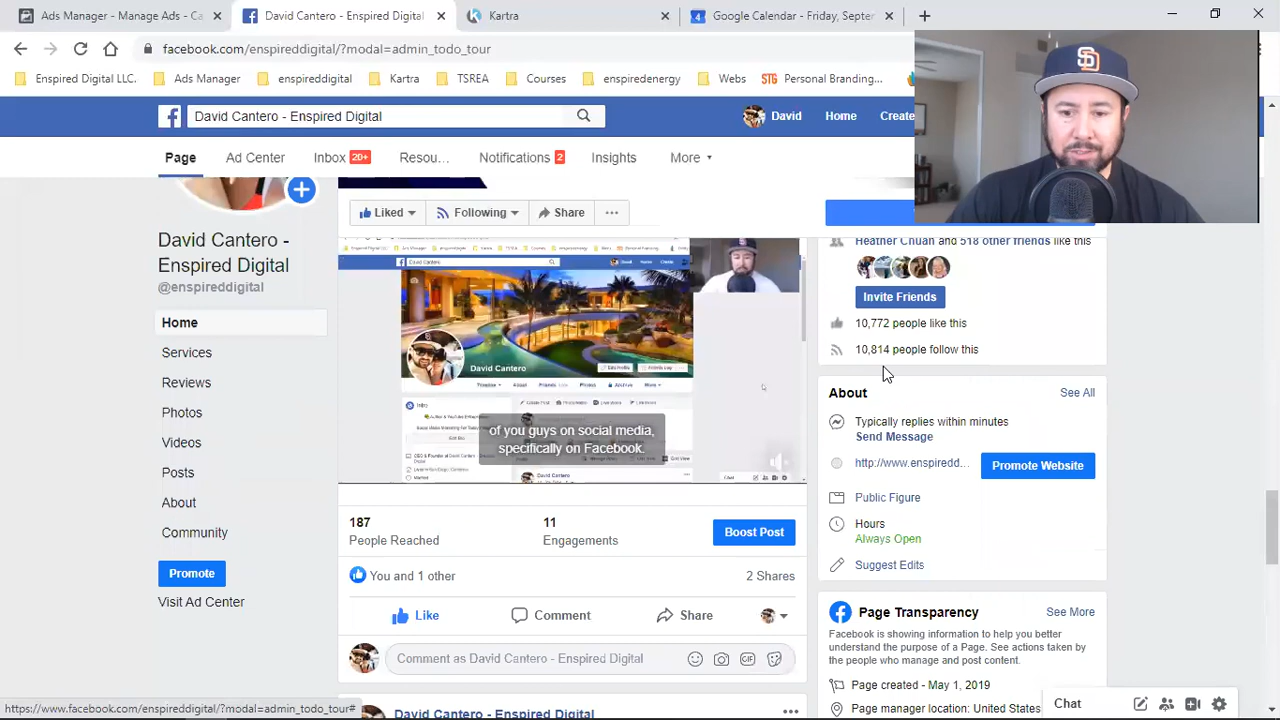 Ads Manager - Manage Ads - Ca
David Cantero - Enspired Digital
Kartra
Google Calendar - Friday, Septem
facebook.com/enspireddigital/?modal=admin_todo_tour
Enspired Digital LLC.
Ads Manager
enspireddigital
Kartra
TSREA
Courses
enspiredenergy
Webs
STG Personal Branding...
David Cantero - Enspired Digital
David
Home
Create
Page
Ad Center
Inbox 20+
Resou...
Notifications 2
Insights
More
Liked
Following
Share
David Cantero -
Enspired Digital
@enspireddigital
Home
Services
Reviews
Photos
Videos
Posts
About
Community
Promote
Visit Ad Center
David Cantero
David Cantero
of you guys on social media,
specifically on Facebook.
187
People Reached
11
Engagements
Boost Post
You and 1 other
2 Shares
Like
Comment
Share
Comment as David Cantero - Enspired Digital
GIF
David Cantero - Enspired Digital
Heather Chuan and 518 other friends like this
Invite Friends
10,772 people like this
10,814 people follow this
About
See All
Typically replies within minutes
Send Message
http://www.enspiredd...
Promote Website
Public Figure
Hours
Always Open
Suggest Edits
Page Transparency
See More
Facebook is showing information to help you better
understand the purpose of a Page. See actions taken by
the people who manage and post content.
Page created - May 1, 2019
Page manager location: United States
Chat
https://www.facebook.com/enspireddigital/?modal=admin_todo_tour#